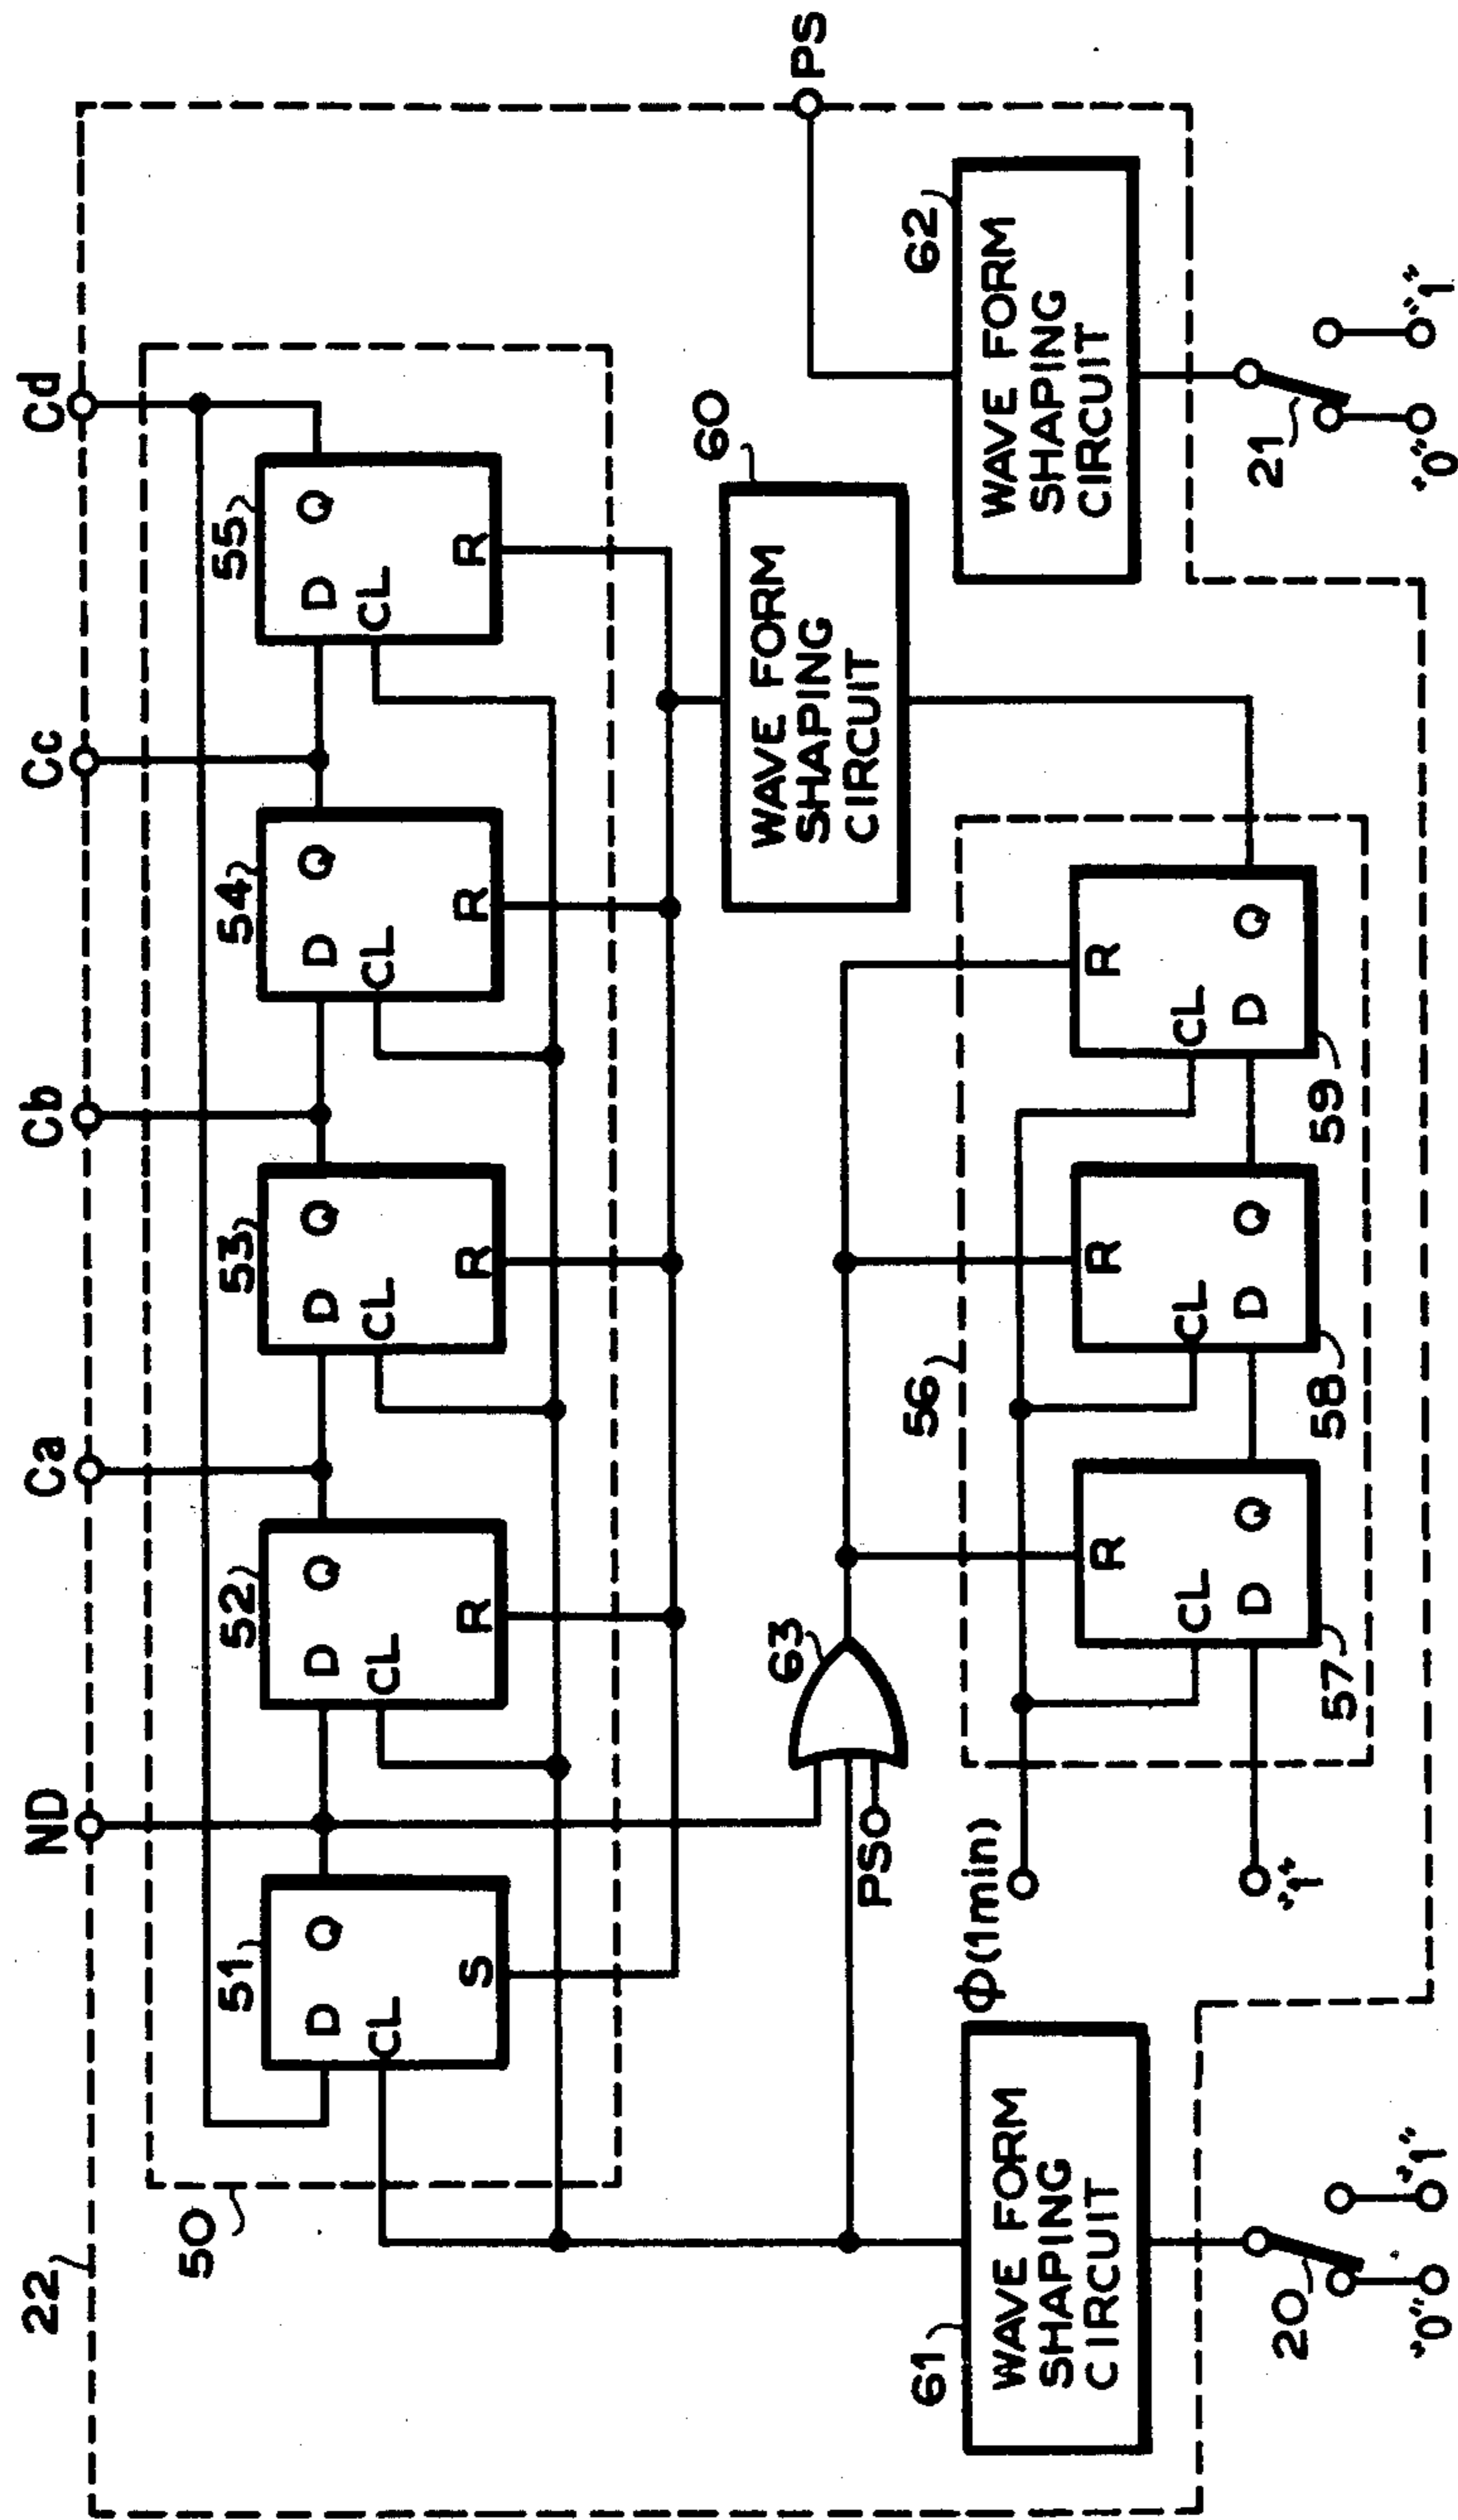 22
ND
Ca
Cb
Cc
Cd
50
51
D
Q
CL
S
52
D
Q
CL
R
53
D
Q
CL
R
54
D
Q
CL
R
55
D
Q
CL
R
PS
63
PSO
60
WAVE FORM
SHAPING
CIRCUIT
61
WAVE FORM
SHAPING
CIRCUIT
62
WAVE FORM
SHAPING
CIRCUIT
φ(1min)
"1"
56
R
CL
D
Q
57
R
CL
D
Q
58
R
CL
D
Q
59
20
"0"
"1"
21
"0"
"1"